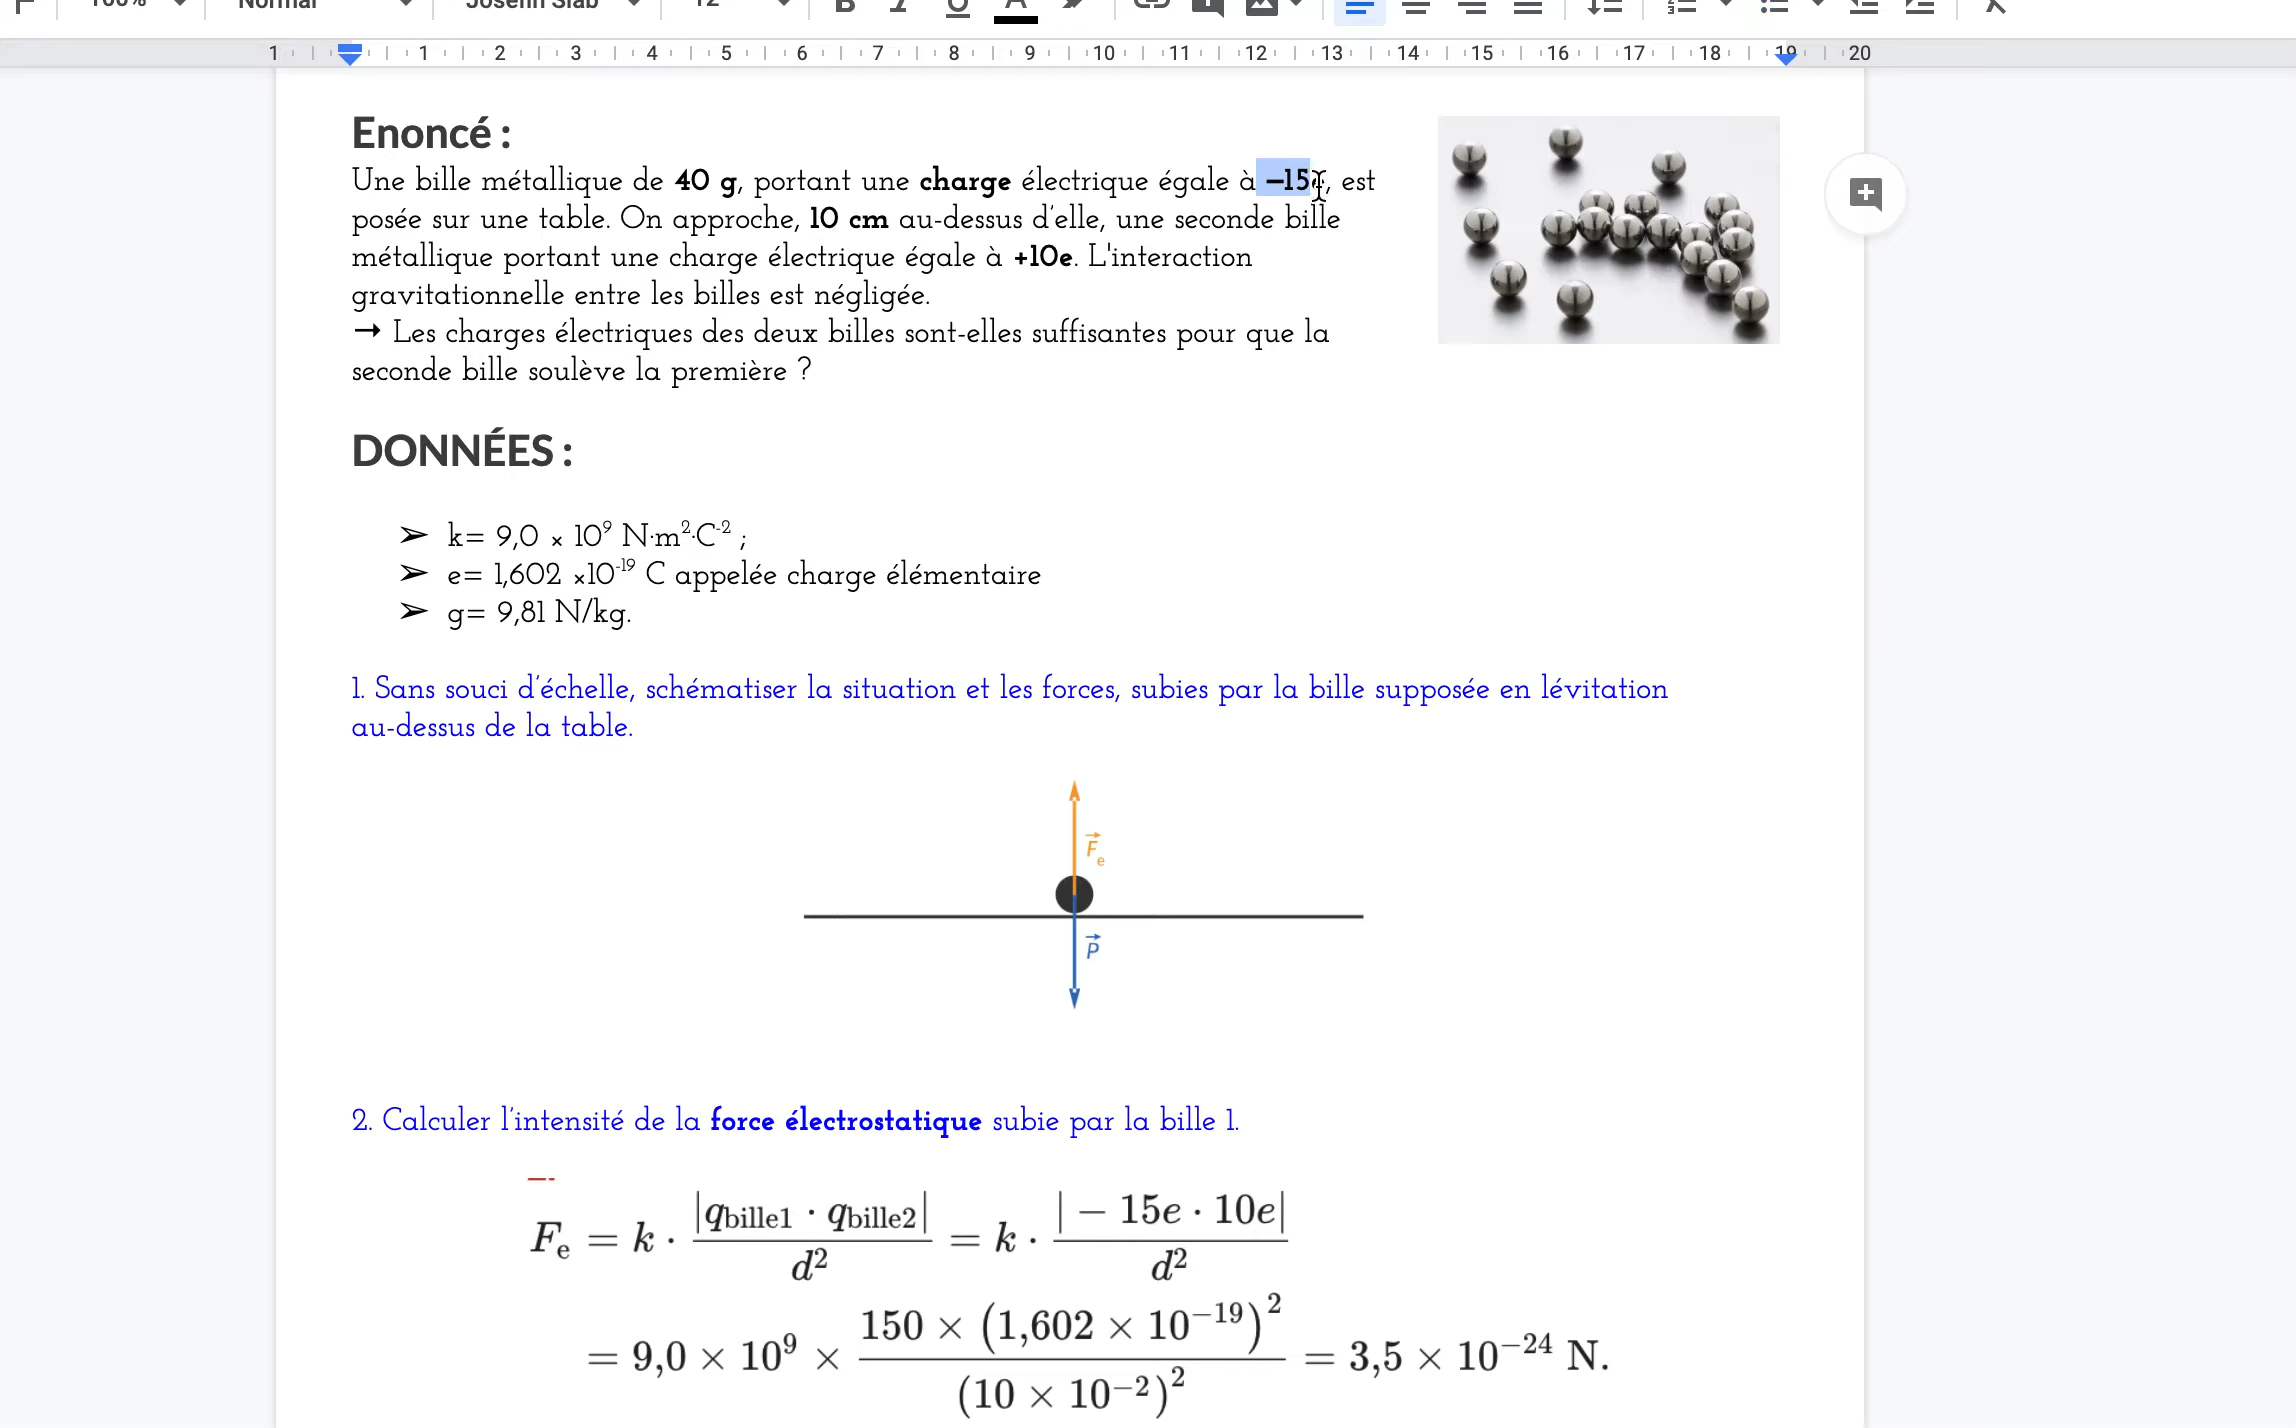 100%
Normal
Josefin Slab
12
B I U A
1 1 2 3 4 5 6 7 8 9 10 11 12 13 14 15 16 17 18 19 20
Enoncé :
Une bille métallique de 40 g, portant une charge électrique égale à –15e, est
posée sur une table. On approche, 10 cm au-dessus d’elle, une seconde bille
métallique portant une charge électrique égale à +10e. L'interaction
gravitationnelle entre les billes est négligée.
→ Les charges électriques des deux billes sont-elles suffisantes pour que la
seconde bille soulève la première ?
DONNÉES :
➢ k= 9,0 × 10⁹ N·m²·C⁻² ;
➢ e= 1,602 ×10⁻¹⁹ C appelée charge élémentaire
➢ g= 9,81 N/kg.
1. Sans souci d’échelle, schématiser la situation et les forces, subies par la bille supposée en lévitation
au-dessus de la table.
F⃗ₑ
P⃗
2. Calculer l’intensité de la force électrostatique subie par la bille 1.
Fₑ = k · |q_bille1 · q_bille2| / d² = k · |− 15e · 10e| / d²
= 9,0 × 10⁹ × 150 × (1,602 × 10⁻¹⁹)² / (10 × 10⁻²)² = 3,5 × 10⁻²⁴ N.